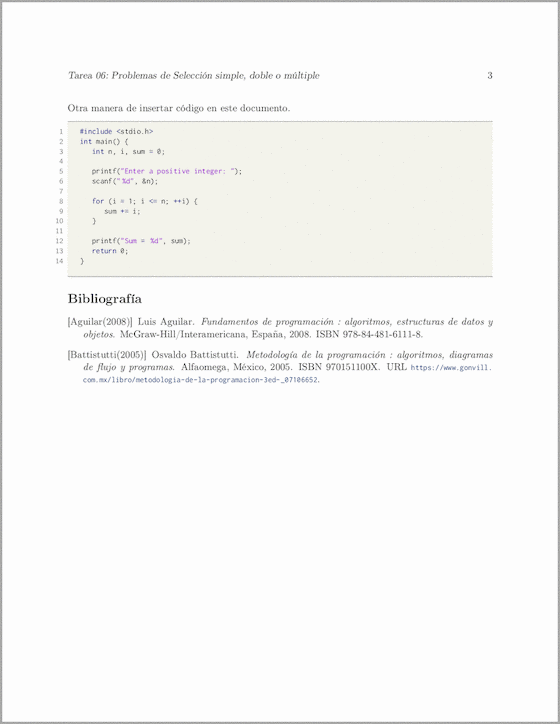 Tarea 06: Problemas de Selección simple, doble o múltiple 3
Otra manera de insertar código en este documento.
1 #include <stdio.h>
2 int main() {
3 int n, i, sum = 0;
4
5 printf("Enter a positive integer: ");
6 scanf("%d", &n);
7
8 for (i = 1; i <= n; ++i) {
9 sum += i;
10 }
11
12 printf("Sum = %d", sum);
13 return 0;
14 }
Bibliografía
[Aguilar(2008)] Luis Aguilar. Fundamentos de programación : algoritmos, estructuras de datos y
objetos. McGraw-Hill/Interamericana, España, 2008. ISBN 978-84-481-6111-8.
[Battistutti(2005)] Osvaldo Battistutti. Metodología de la programación : algoritmos, diagramas
de flujo y programas. Alfaomega, México, 2005. ISBN 970151100X. URL https://www.gonvill.
com.mx/libro/metodologia-de-la-programacion-3ed-_07106652.